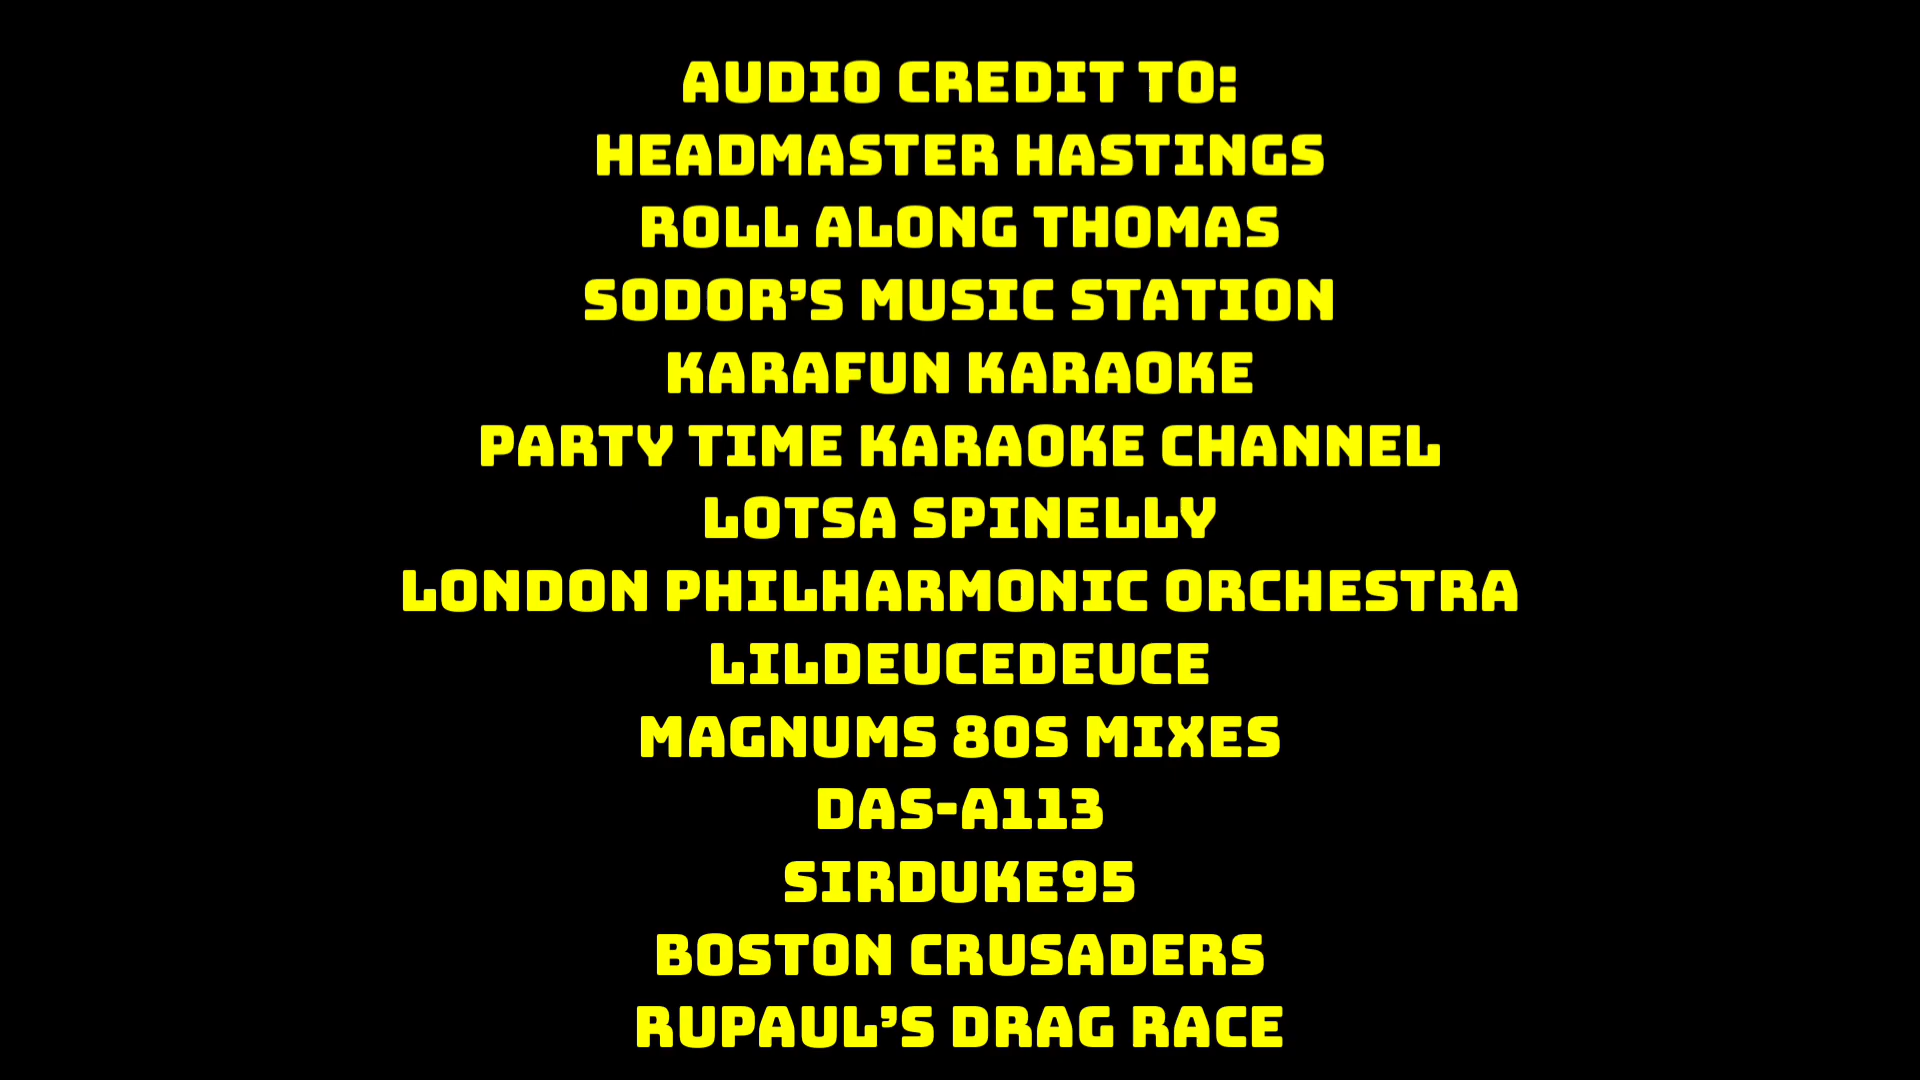 AUDIO CREDIT TO:
HEADMASTER HASTINGS
ROLL ALONG THOMAS
SODOR’S MUSIC STATION
KARAFUN KARAOKE
PARTY TIME KARAOKE CHANNEL
LOTSA SPINELLY
LONDON PHILHARMONIC ORCHESTRA
LILDEUCEDEUCE
MAGNUMS 80S MIXES
DAS-A113
SIRDUKE95
BOSTON CRUSADERS
RUPAUL’S DRAG RACE